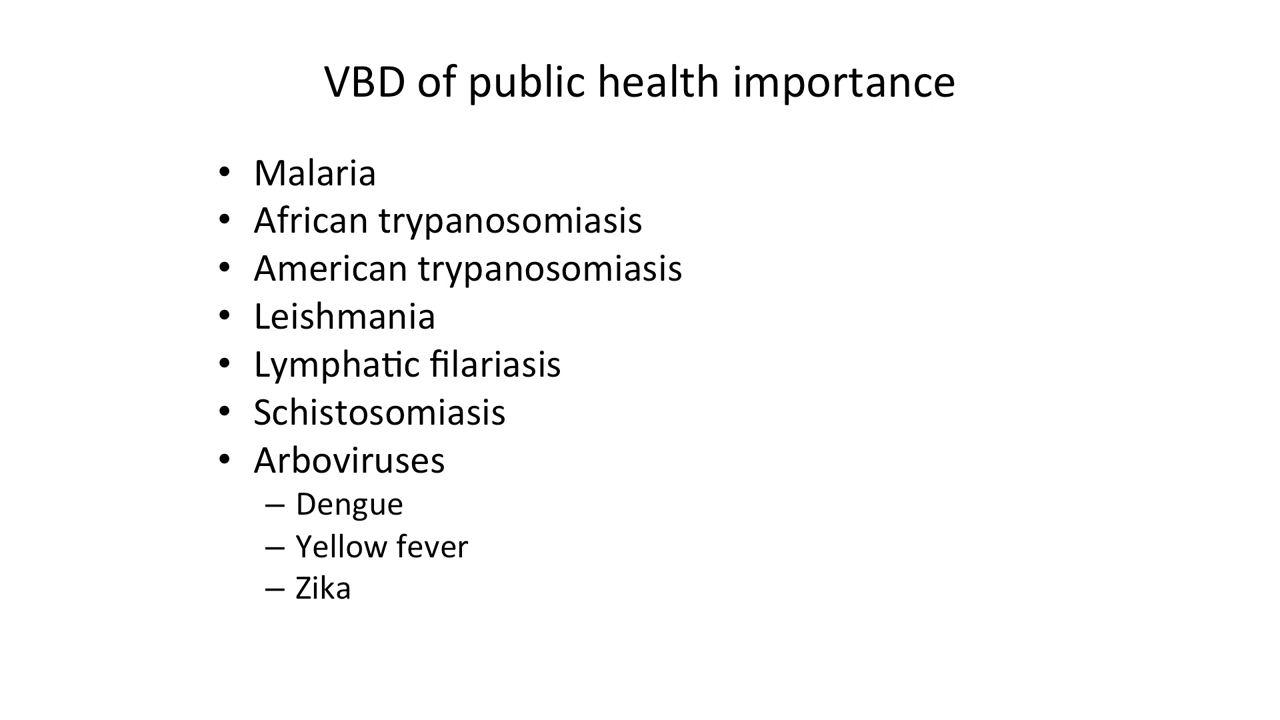 VBD of public health importance
• Malaria
• African trypanosomiasis
• American trypanosomiasis
• Leishmania
• Lymphatic filariasis
• Schistosomiasis
• Arboviruses
– Dengue
– Yellow fever
– Zika